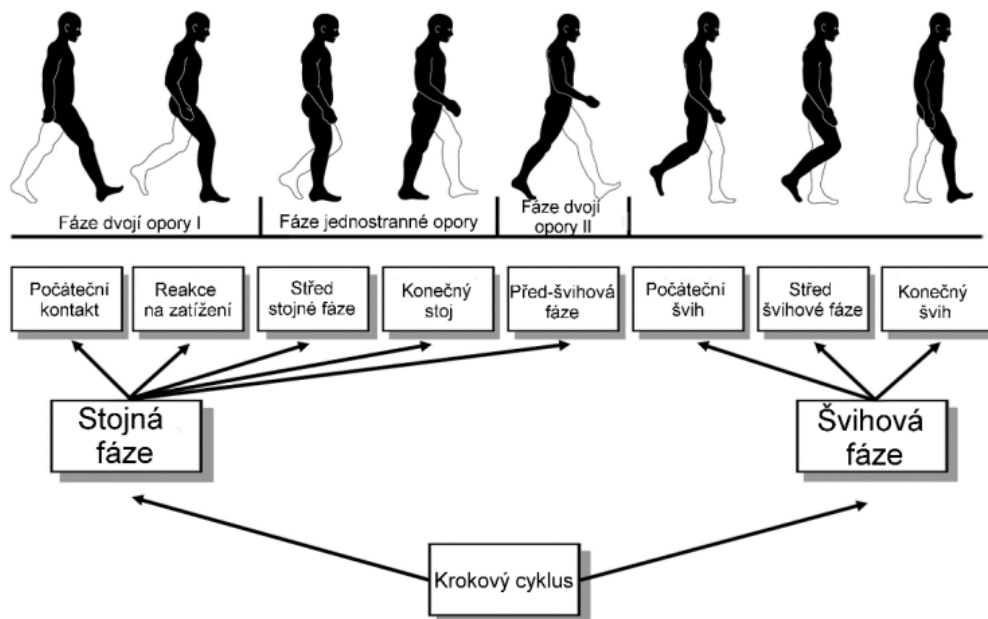 Fáze dvojí opory I
Fáze jednostranné opory
Fáze dvojí
opory II
Počáteční
kontakt
Reakce
na zatížení
Střed
stojné fáze
Konečný
stoj
Před-švihová
fáze
Počáteční
švih
Střed
švihové fáze
Konečný
švih
Stojná
fáze
Švihová
fáze
Krokový cyklus